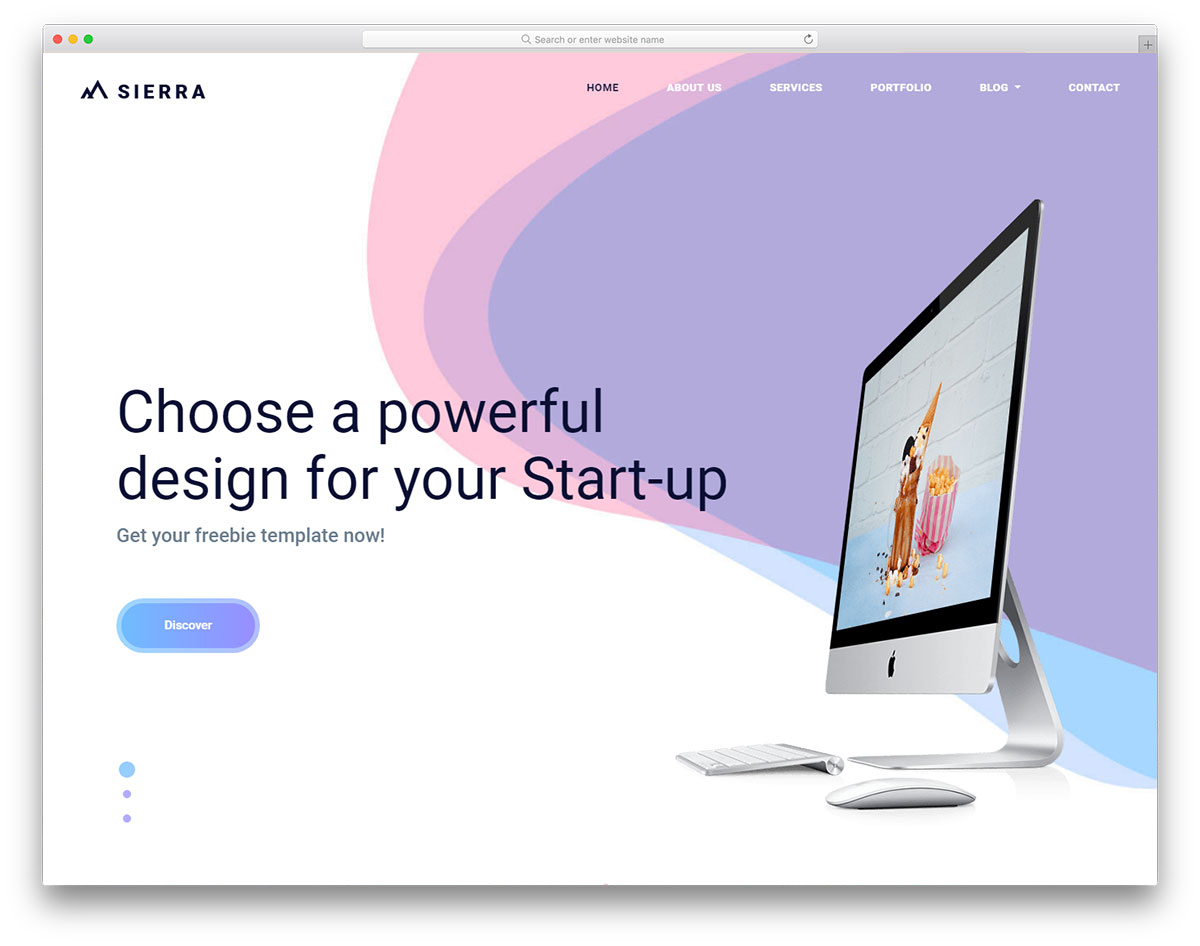 Search or enter website name
SIERRA
HOME ABOUT US SERVICES PORTFOLIO BLOG CONTACT
Choose a powerful
design for your Start-up
Get your freebie template now!
Discover